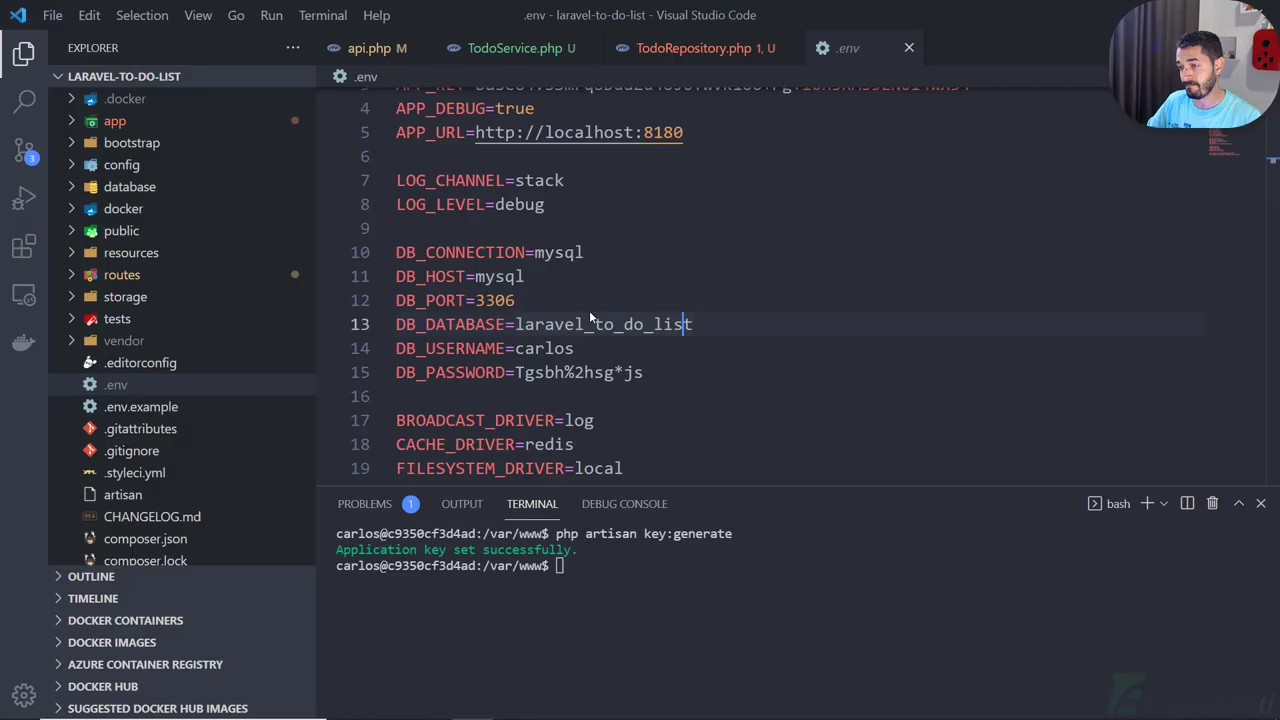 File Edit Selection View Go Run Terminal Help
.env - laravel-to-do-list - Visual Studio Code
EXPLORER
LARAVEL-TO-DO-LIST
.docker
app
bootstrap
config
database
docker
public
resources
routes
storage
tests
vendor
.editorconfig
.env
.env.example
.gitattributes
.gitignore
.styleci.yml
artisan
CHANGELOG.md
composer.json
composer.lock
OUTLINE
TIMELINE
DOCKER CONTAINERS
DOCKER IMAGES
AZURE CONTAINER REGISTRY
DOCKER HUB
SUGGESTED DOCKER HUB IMAGES
3
api.php M
TodoService.php U
TodoRepository.php 1, U
.env
.env
4 APP_DEBUG=true
5 APP_URL=http://localhost:8180
6
7 LOG_CHANNEL=stack
8 LOG_LEVEL=debug
9
10 DB_CONNECTION=mysql
11 DB_HOST=mysql
12 DB_PORT=3306
13 DB_DATABASE=laravel_to_do_list
14 DB_USERNAME=carlos
15 DB_PASSWORD=Tgsbh%2hsg*js
16
17 BROADCAST_DRIVER=log
18 CACHE_DRIVER=redis
19 FILESYSTEM_DRIVER=local
PROBLEMS 1 OUTPUT TERMINAL DEBUG CONSOLE
bash
carlos@c9350cf3d4ad:/var/www$ php artisan key:generate
Application key set successfully.
carlos@c9350cf3d4ad:/var/www$